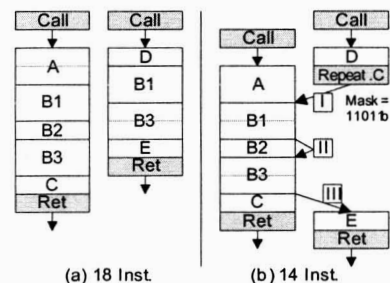 Call
A
B1
B2
B3
C
Ret
Call
D
B1
B3
E
Ret
(a) 18 Inst.
Call
A
B1
B2
B3
C
Ret
Call
D
Repeat .C
I
Mask =
11011b
II
III
E
Ret
(b) 14 Inst.